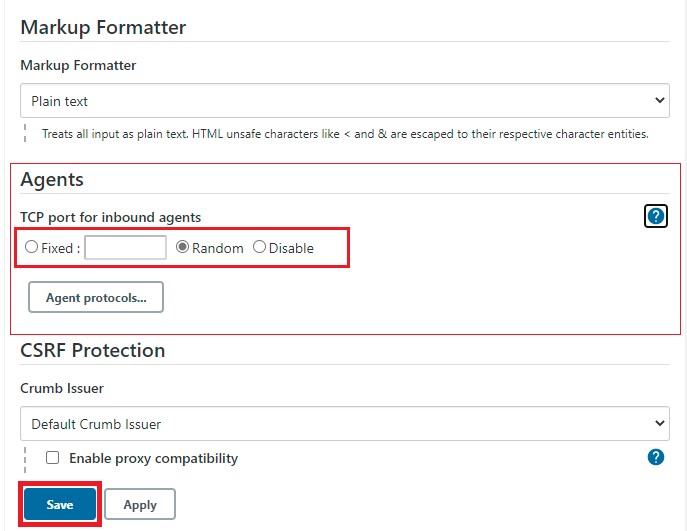 Markup Formatter
Markup Formatter
Plain text
Treats all input as plain text. HTML unsafe characters like < and & are escaped to their respective character entities.
Agents
TCP port for inbound agents
?
Fixed : Random Disable
Agent protocols...
CSRF Protection
Crumb Issuer
Default Crumb Issuer
Enable proxy compatibility ?
Save Apply